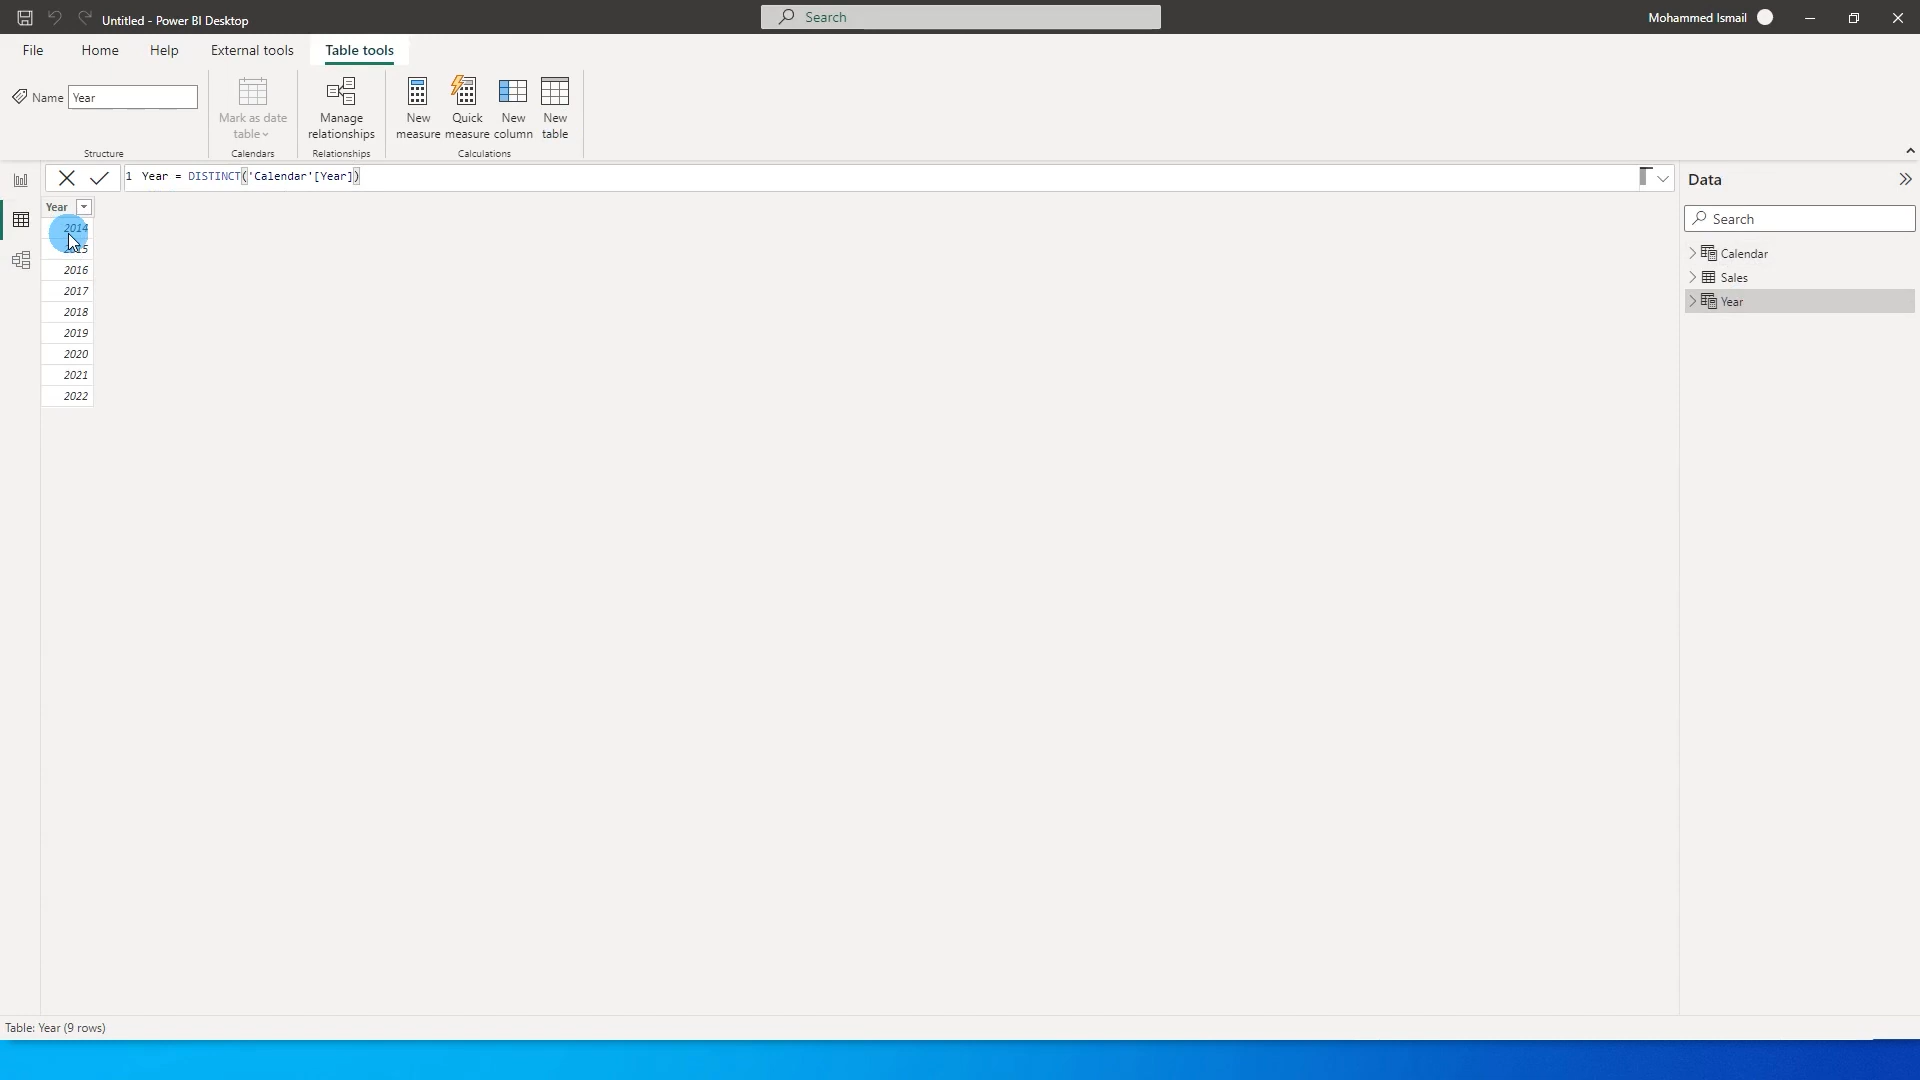 Untitled - Power BI Desktop
Search
Mohammed Ismail
File
Home
Help
External tools
Table tools
Name
Year
Mark as date
table
Manage
relationships
New
measure
Quick
measure
New
column
New
table
Structure
Calendars
Relationships
Calculations
1 Year = DISTINCT('Calendar'[Year])
Data
Search
Calendar
Sales
Year
Year
2014
2015
2016
2017
2018
2019
2020
2021
2022
Table: Year (9 rows)